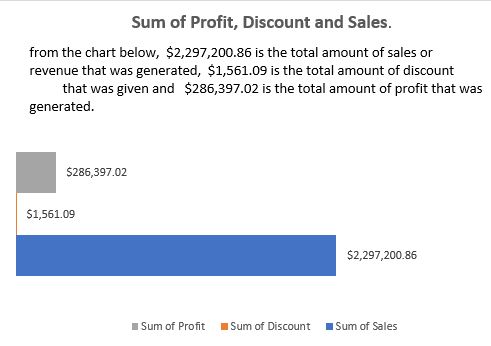 Sum of Profit, Discount and Sales.
from the chart below, $2,297,200.86 is the total amount of sales or
revenue that was generated, $1,561.09 is the total amount of discount
that was given and $286,397.02 is the total amount of profit that was
generated.
$286,397.02
$1,561.09
$2,297,200.86
Sum of Profit Sum of Discount Sum of Sales